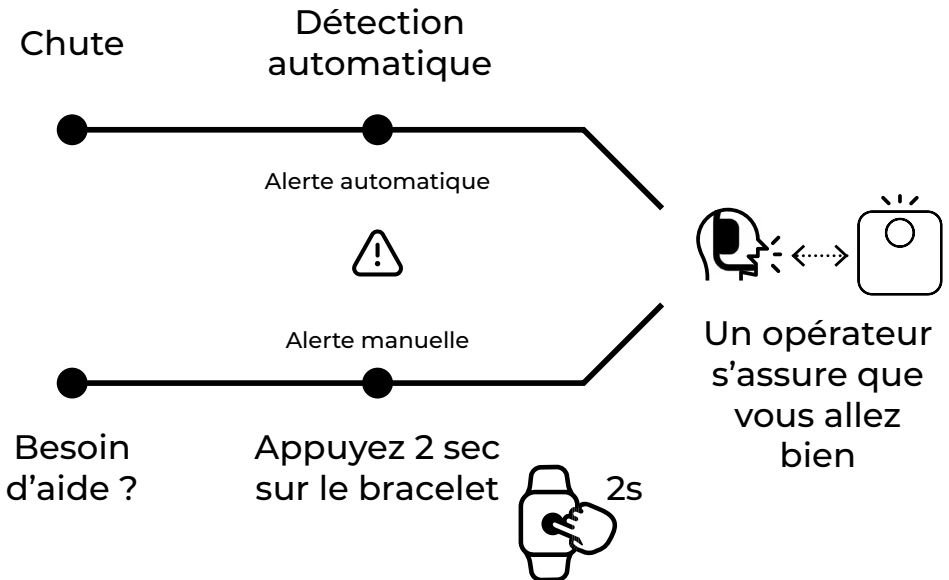 Chute
Détection
automatique
Alerte automatique
Alerte manuelle
Besoin
d’aide ?
Appuyez 2 sec
sur le bracelet
2s
Un opérateur
s’assure que
vous allez
bien